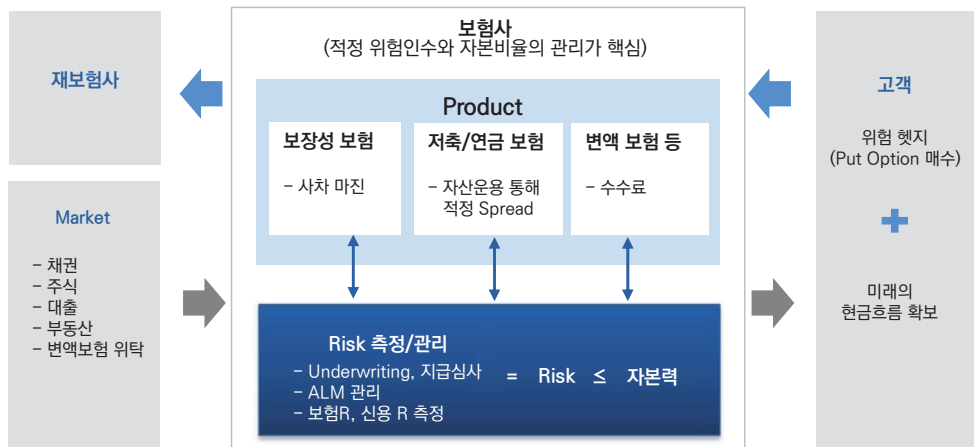 보험사
(적정 위험인수와 자본비율의 관리가 핵심)
재보험사
Market
– 채권
– 주식
– 대출
– 부동산
– 변액보험 위탁
Product
보장성 보험
– 사차 마진
저축/연금 보험
– 자산운용 통해
적정 Spread
변액 보험 등
– 수수료
Risk 측정/관리
– Underwriting, 지급심사
– ALM 관리
– 보험R, 신용 R 측정
= Risk ≤ 자본력
고객
위험 헷지
(Put Option 매수)
미래의
현금흐름 확보